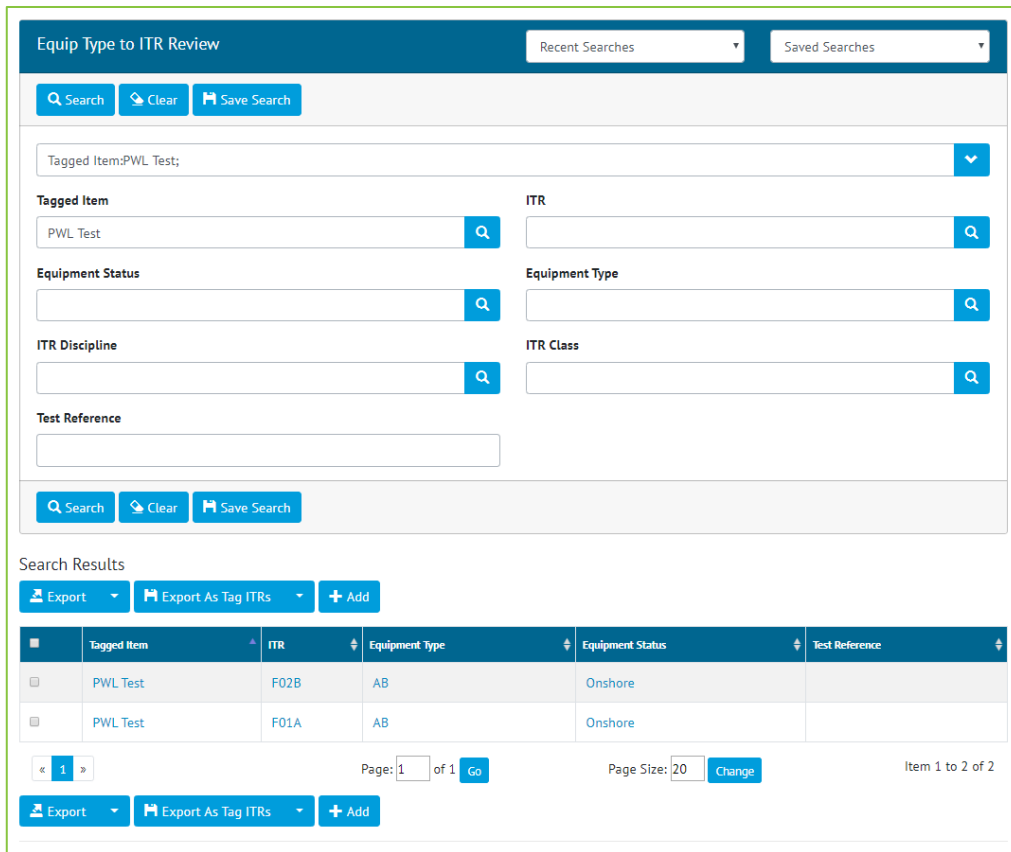 Equip Type to ITR Review Recent Searches Saved Searches
Search Clear Save Search
Tagged Item:PWL Test;
Tagged Item ITR
PWL Test
Equipment Status Equipment Type
ITR Discipline ITR Class
Test Reference
Search Clear Save Search
Search Results
Export Export As Tag ITRs + Add
Tagged Item ITR Equipment Type Equipment Status Test Reference
PWL Test F02B AB Onshore
PWL Test F01A AB Onshore
« 1 » Page: 1 of 1 Go Page Size: 20 Change Item 1 to 2 of 2
Export Export As Tag ITRs + Add